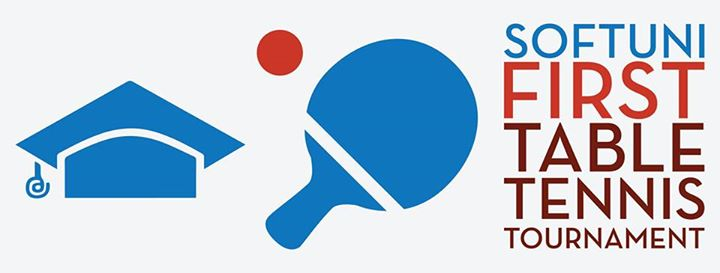 SOFTUNI
FIRST
TABLE
TENNIS
TOURNAMENT